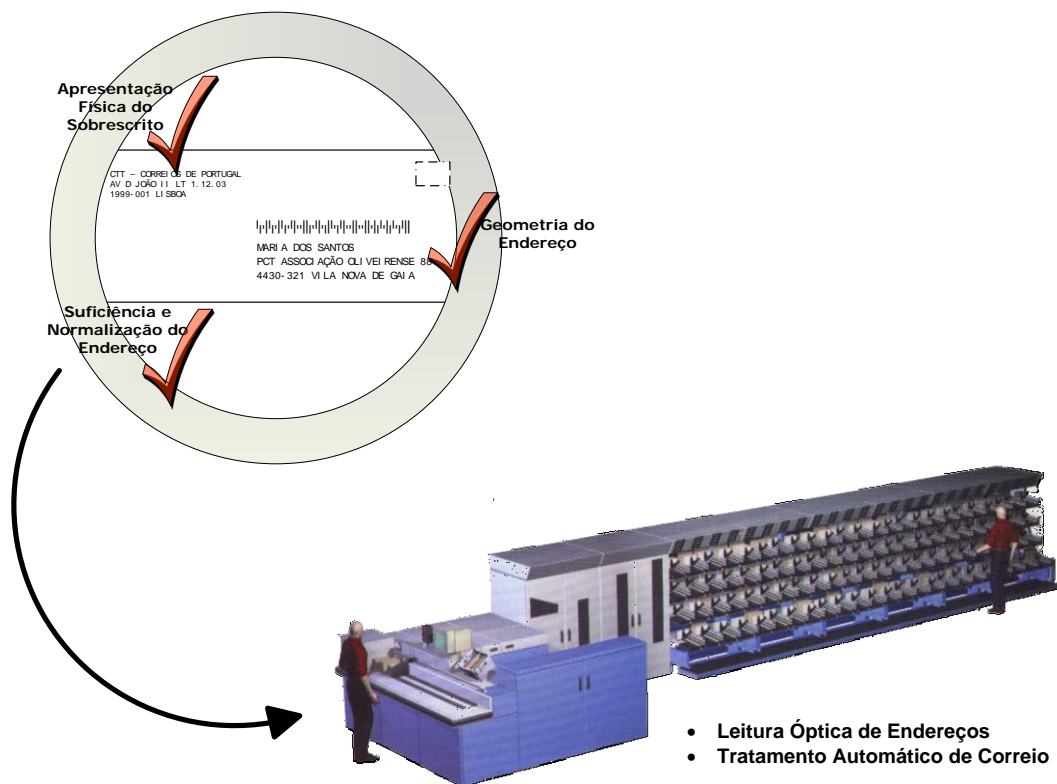 Apresentação
Física do
Sobrescrito
CTT – CORREIOS DE PORTUGAL
AV D JOÃO II LT 1.12.03
1999-001 LISBOA
MARIA DOS SANTOS
PCT ASSOCIAÇÃO OLIVEIRENSE 88
4430-321 VILA NOVA DE GAIA
Geometria do
Endereço
Suficiência e
Normalização do
Endereço
• Leitura Óptica de Endereços
• Tratamento Automático de Correio